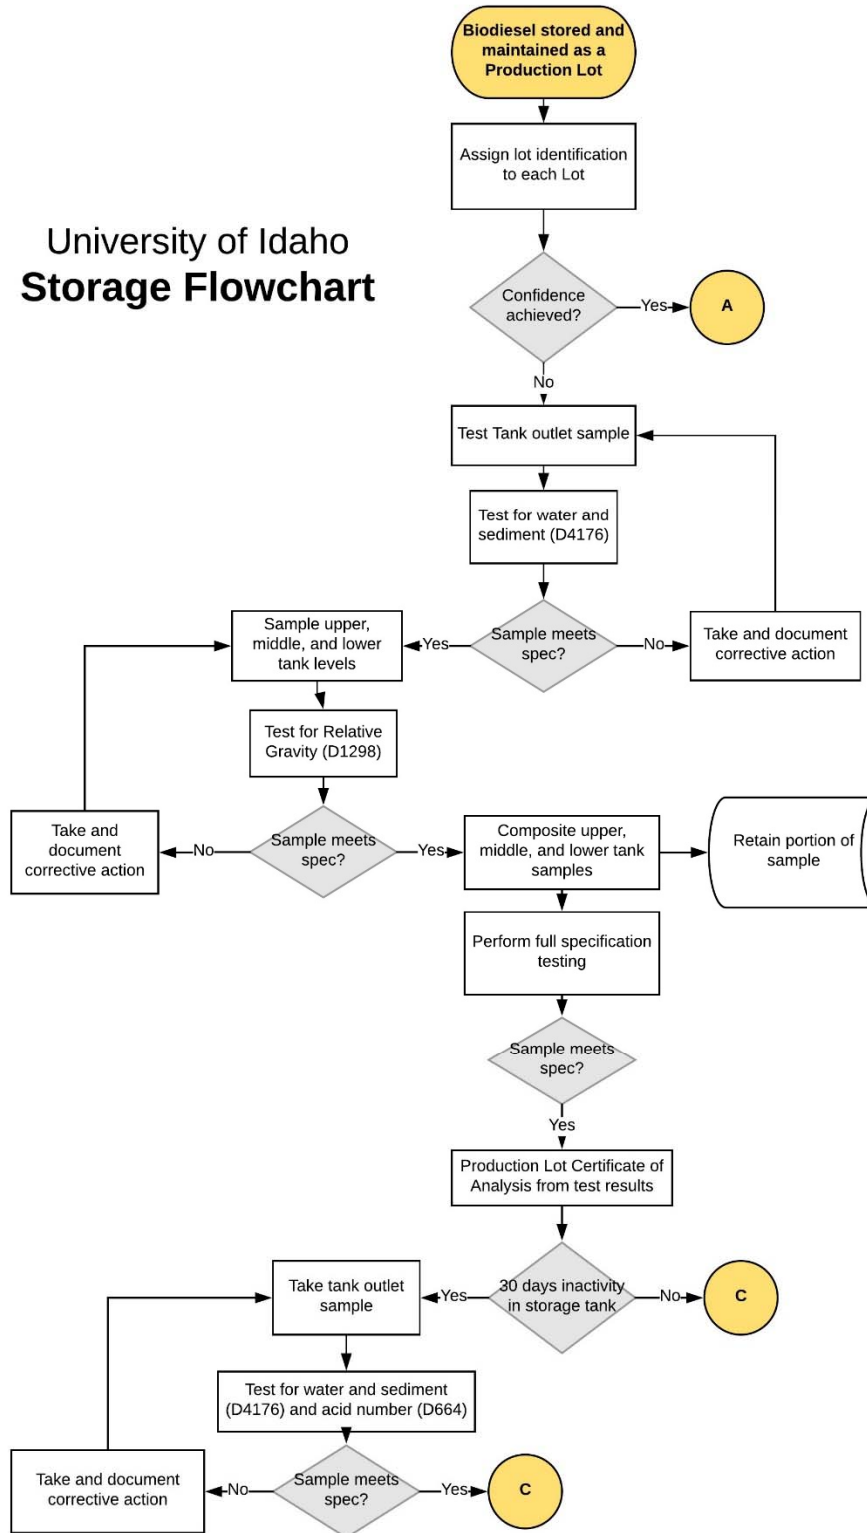 Biodiesel stored and
maintained as a
Production Lot
Assign lot identification
to each Lot
University of Idaho
Storage Flowchart
Confidence
achieved?
Yes
A
No
Test Tank outlet sample
Test for water and
sediment (D4176)
Sample upper,
middle, and lower
tank levels
Yes
Sample meets
spec?
No
Take and document
corrective action
Test for Relative
Gravity (D1298)
Take and
document
corrective action
No
Sample meets
spec?
Yes
Composite upper,
middle, and lower tank
samples
Retain portion of
sample
Perform full specification
testing
Sample meets
spec?
Yes
Production Lot Certificate of
Analysis from test results
Take tank outlet
sample
Yes
30 days inactivity
in storage tank
No
C
Test for water and sediment
(D4176) and acid number (D664)
Take and document
corrective action
No
Sample meets
spec?
Yes
C